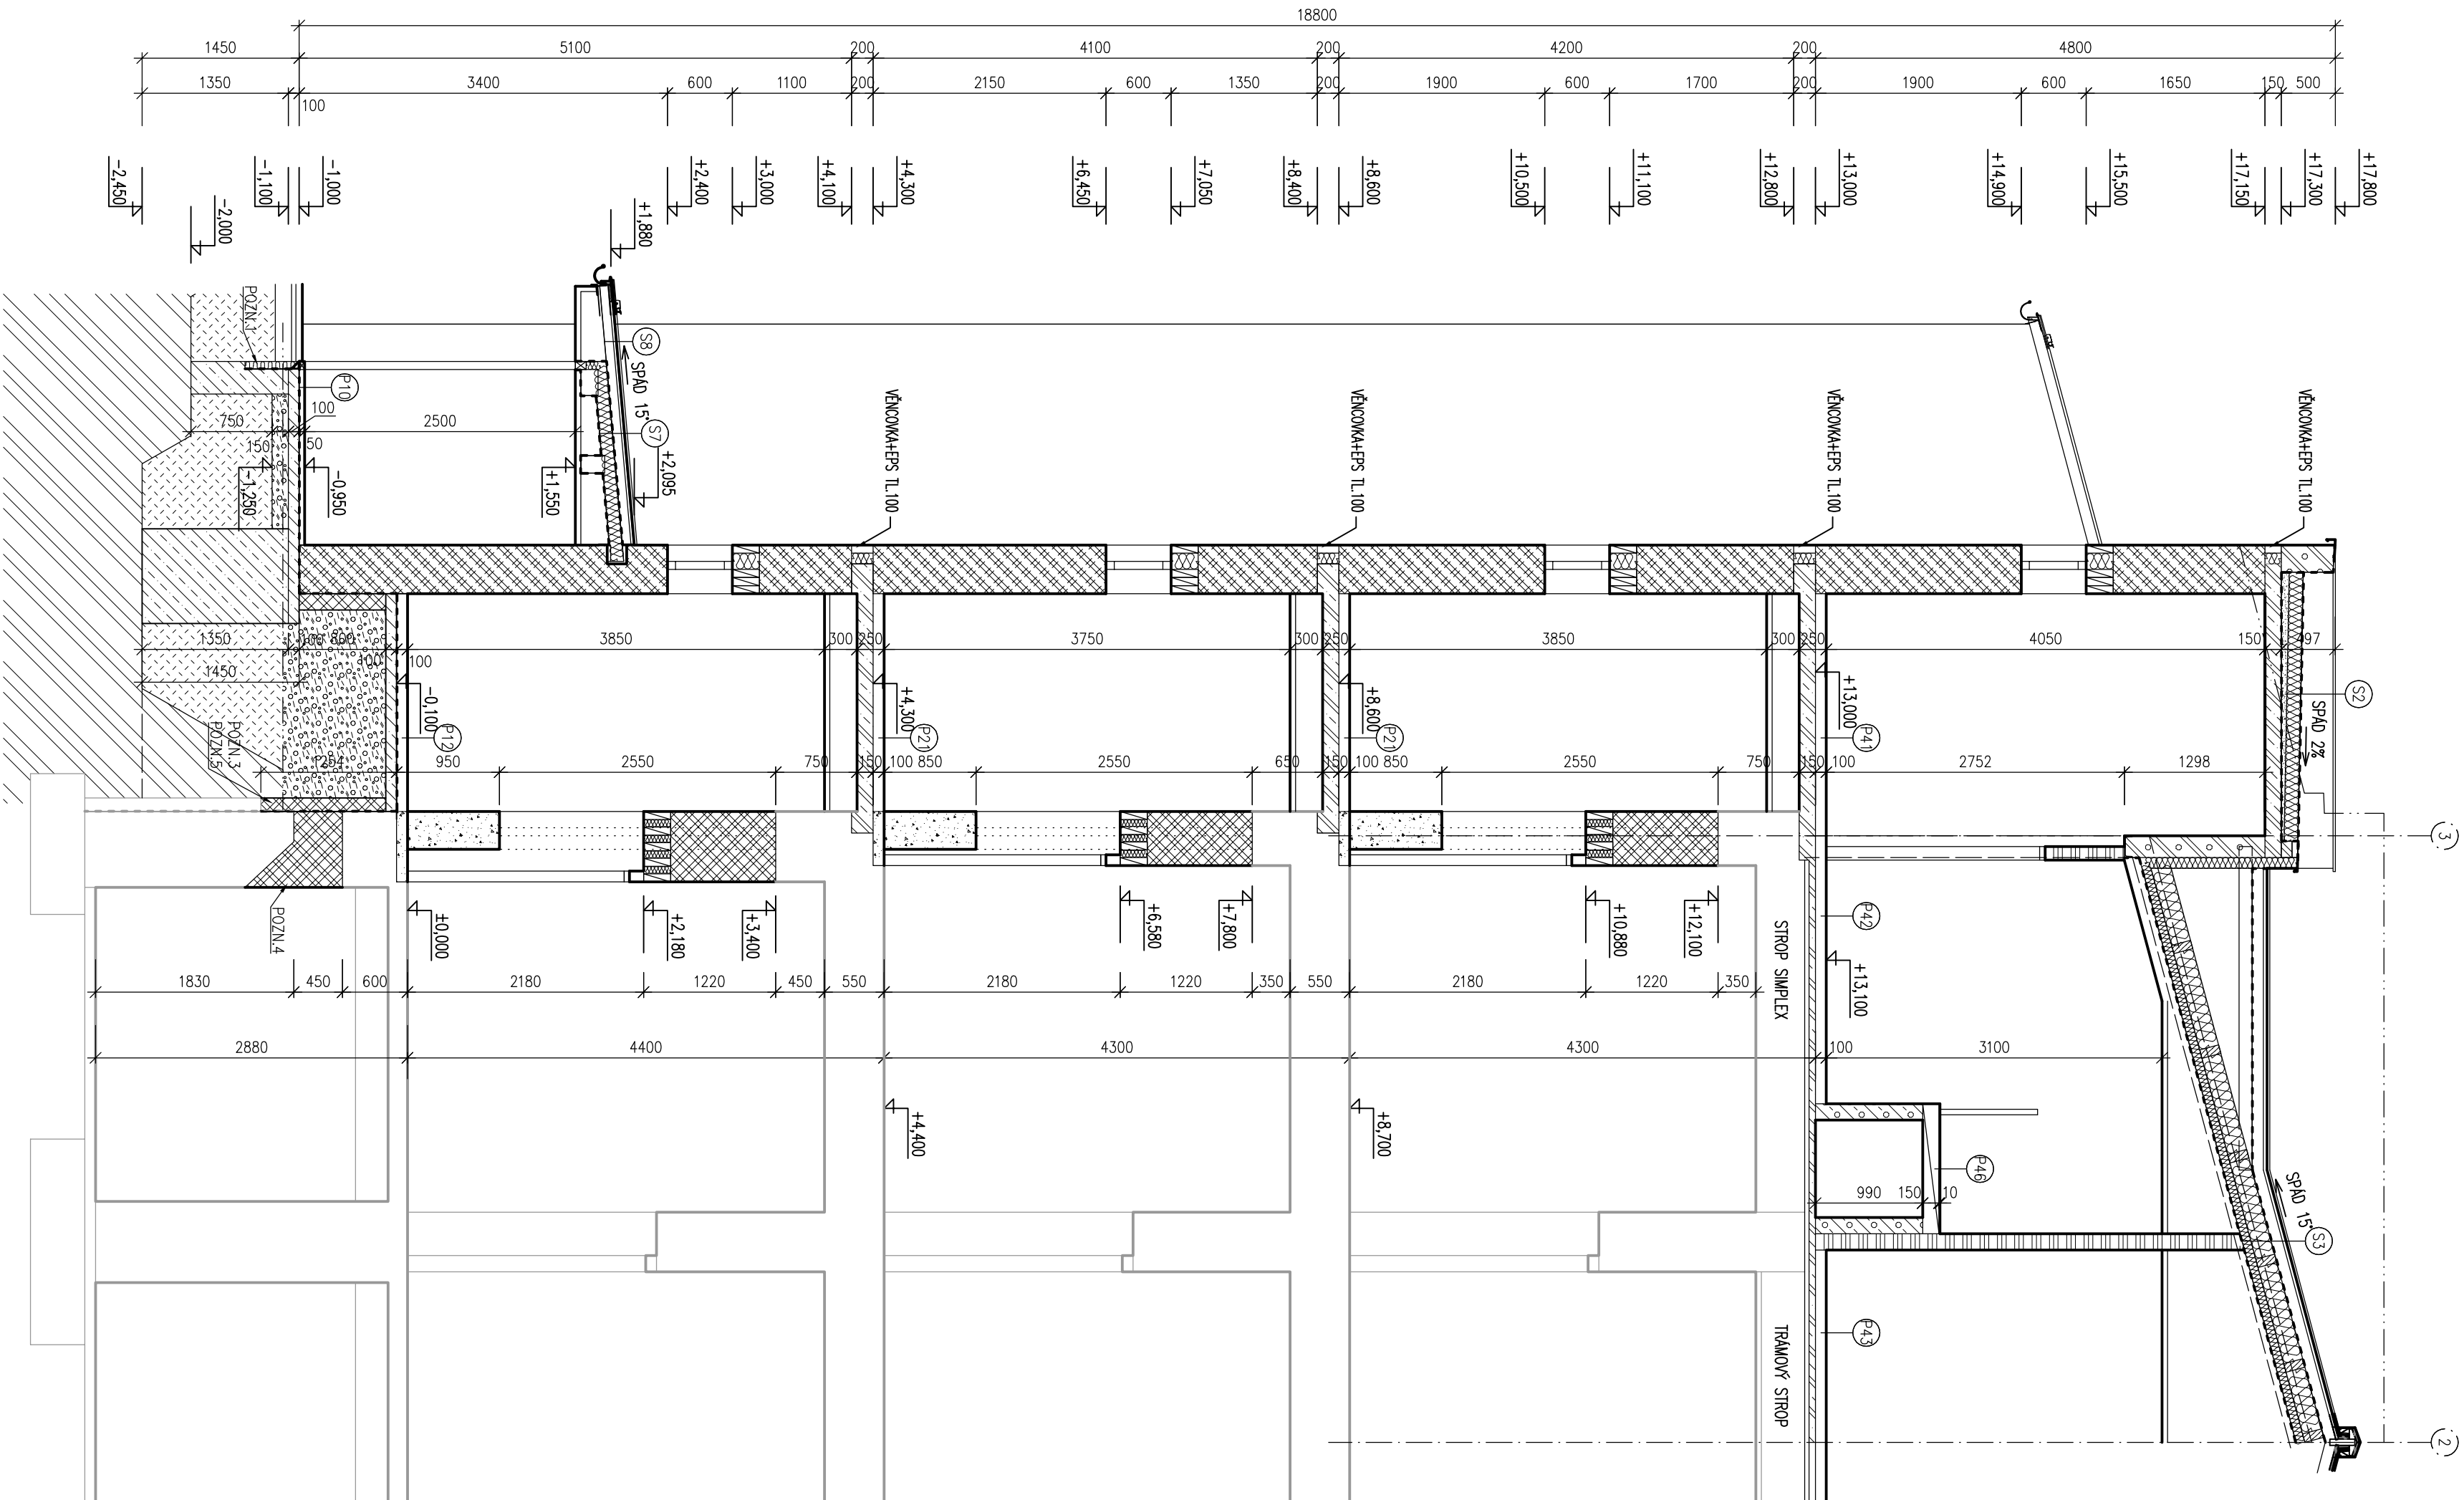 18800
1450 5100 200 4100 200 4200 200 4800
1350 100 3400 600 1100 200 2150 600 1350 200 1900 600 1700 200 1900 600 1650 150 500
-2,450
-2,000
-1,100
-1,000
+1,880
+2,400
+3,000
+4,100
+4,300
+6,450
+7,050
+8,400
+8,600
+10,500
+11,100
+12,800
+13,000
+14,900
+15,500
+17,150
+17,300
+17,800
POZN.1
P10
S8
SPÁD 15°
S7
VĚNCOVKA+EPS TL.100
VĚNCOVKA+EPS TL.100
VĚNCOVKA+EPS TL.100
VĚNCOVKA+EPS TL.100
750 150 100 50 2500
-1,250
-0,950
+1,550
+2,095
1350 100 800 100 100 3850 300 250 3750 300 250 3850 300 250 4050 150 497
1450
-0,100
+4,300
+8,600
+13,000
S2
SPÁD 2%
P12
P21
P21
P41
POZN.3
POZN.5
1254 950 2550 750 150 100 850 2550 650 150 100 850 2550 750 150 100 2752 1298
3
POZN.4
±0,000
+2,180
+3,400
+6,580
+7,800
+10,880
+12,100
STROP SIMPLEX
P42
+13,100
1830 450 600 2180 1220 450 550 2180 1220 350 550 2180 1220 350
2880 4400 4300 4300 100 3100
+4,400
+8,700
P46
990 150 10
SPÁD 15°
S3
TRÁMOVÝ STROP
P43
2